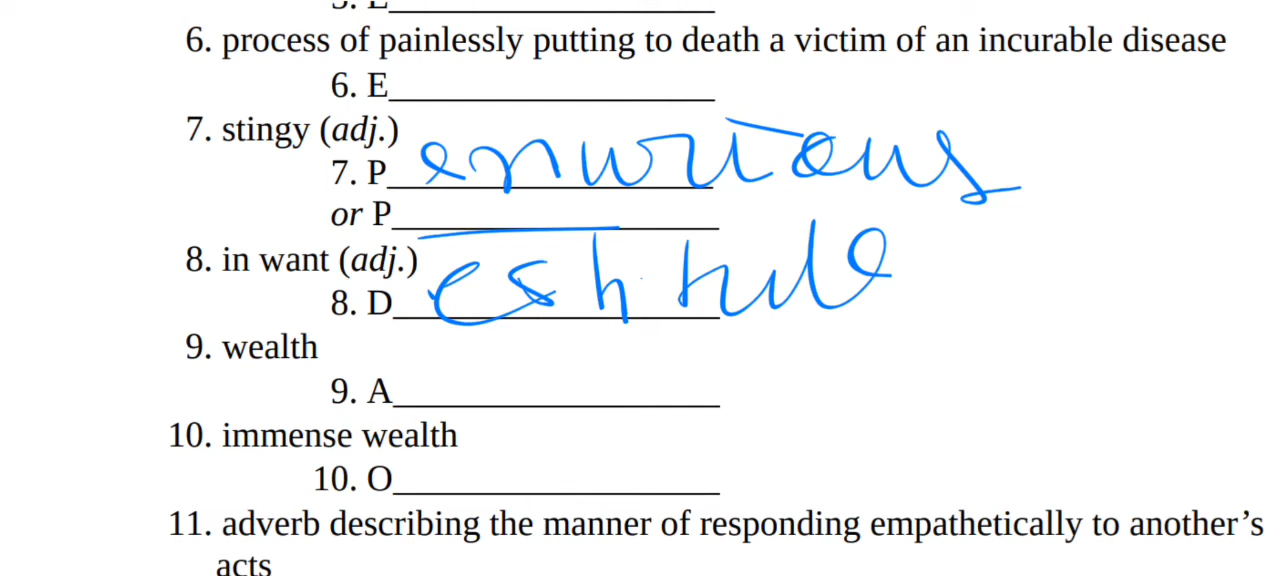 5. E
6. process of painlessly putting to death a victim of an incurable disease
6. E
7. stingy (adj.)
7. P enurious
or P
8. in want (adj.)
8. D estitute
9. wealth
9. A
10. immense wealth
10. O
11. adverb describing the manner of responding empathetically to another’s
acts